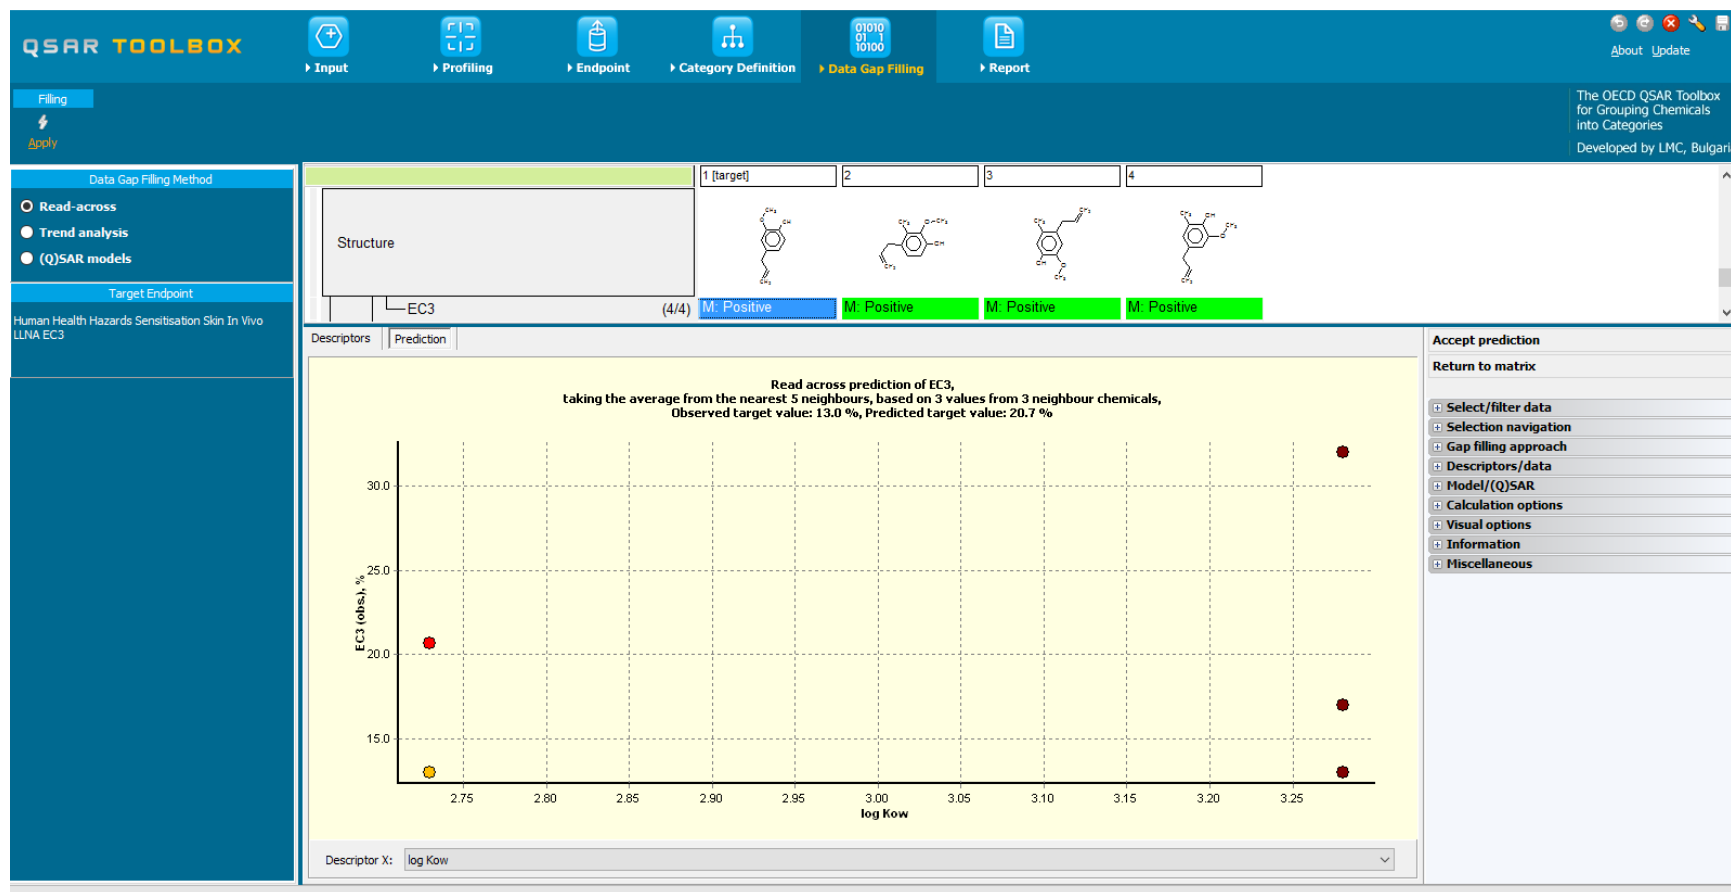 QSAR TOOLBOX
Input
Profiling
Endpoint
Category Definition
01010
01 1
10100
Data Gap Filling
Report
About Update
Filling
Apply
The OECD QSAR Toolbox
for Grouping Chemicals
into Categories
Developed by LMC, Bulgari
Data Gap Filling Method
Read-across
Trend analysis
(Q)SAR models
Target Endpoint
Human Health Hazards Sensitisation Skin In Vivo
LLNA EC3
1 [target]
2
3
4
Structure
EC3 (4/4)
M: Positive
M: Positive
M: Positive
M: Positive
Descriptors
Prediction
Read across prediction of EC3,
taking the average from the nearest 5 neighbours, based on 3 values from 3 neighbour chemicals,
Observed target value: 13.0 %, Predicted target value: 20.7 %
EC3 (obs.), %
30.0
25.0
20.0
15.0
2.75 2.80 2.85 2.90 2.95 3.00 3.05 3.10 3.15 3.20 3.25
log Kow
Descriptor X: log Kow
Accept prediction
Return to matrix
Select/filter data
Selection navigation
Gap filling approach
Descriptors/data
Model/(Q)SAR
Calculation options
Visual options
Information
Miscellaneous